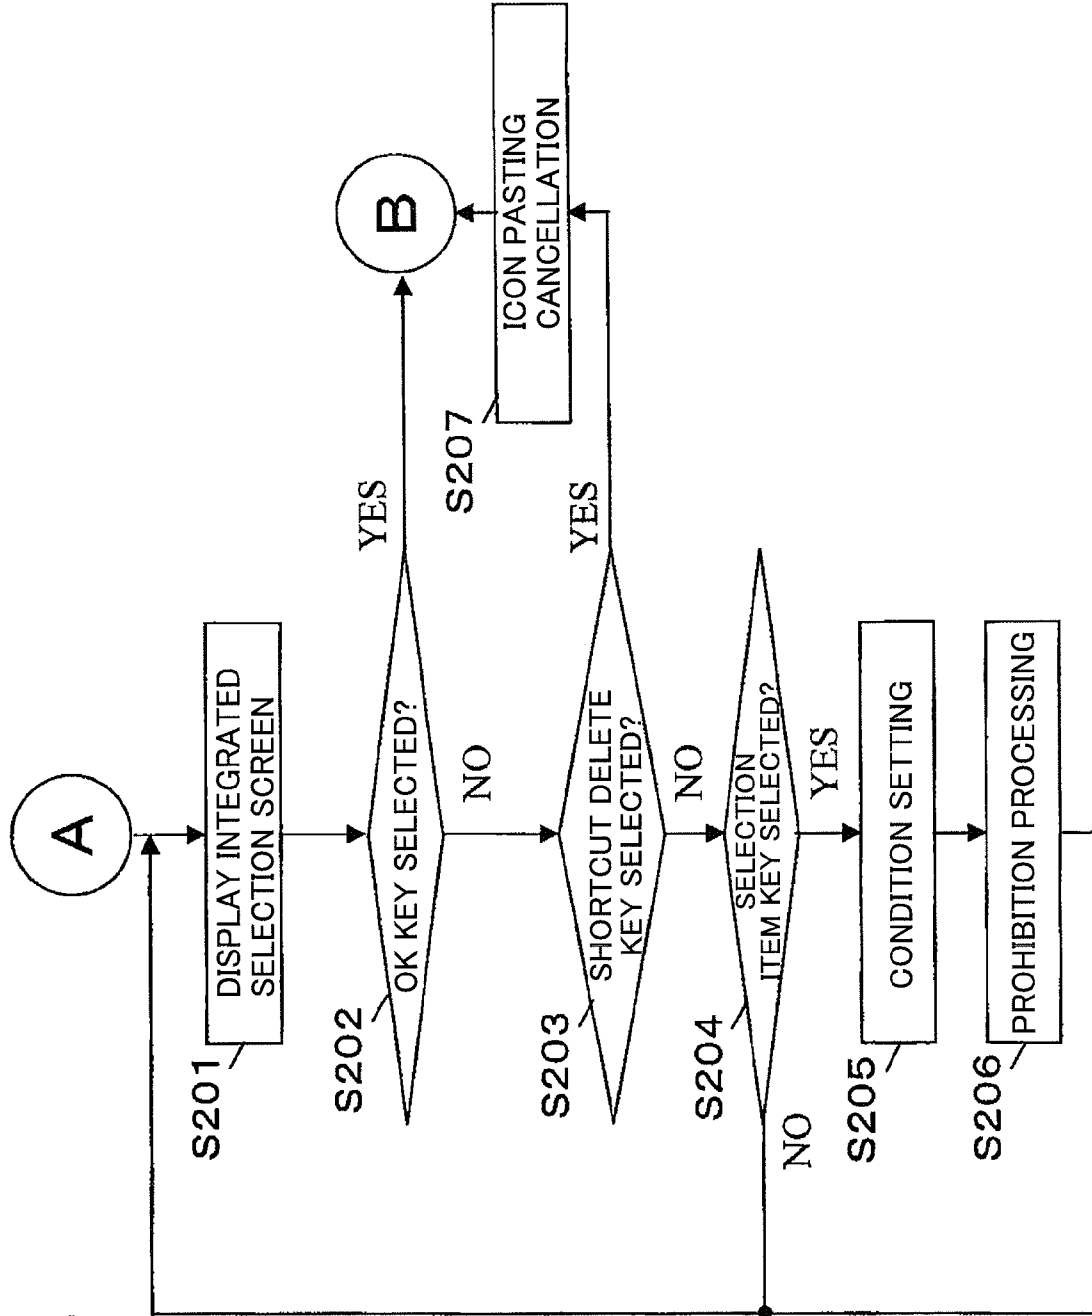 A
DISPLAY INTEGRATED
SELECTION SCREEN
S201
OK KEY SELECTED?
S202
YES
NO
B
SHORTCUT DELETE
KEY SELECTED?
S203
YES
NO
ICON PASTING
CANCELLATION
S207
SELECTION
ITEM KEY SELECTED?
S204
NO
YES
CONDITION SETTING
S205
PROHIBITION PROCESSING
S206